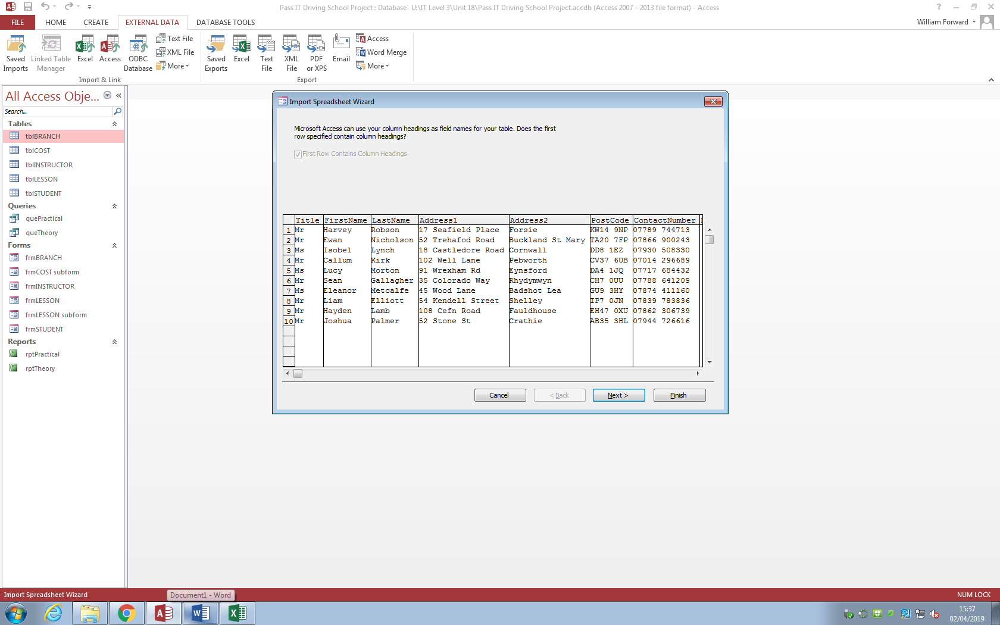 Pass IT Driving School Project : Database- U:\IT Level 3\Unit 18\Pass IT Driving School Project.accdb (Access 2007 - 2013 file format) - Access
FILE HOME CREATE EXTERNAL DATA DATABASE TOOLS
William Forward
Saved Imports
Linked Table Manager
Excel
Access
ODBC Database
Text File
XML File
More
Import & Link
Saved Exports
Excel
Text File
XML File
PDF or XPS
Email
Access
Word Merge
More
Export
All Access Obje...
Search...
Tables
tblBRANCH
tblCOST
tblINSTRUCTOR
tblLESSON
tblSTUDENT
Queries
quePractical
queTheory
Forms
frmBRANCH
frmCOST subform
frmINSTRUCTOR
frmLESSON
frmLESSON subform
frmSTUDENT
Reports
rptPractical
rptTheory
Import Spreadsheet Wizard
Microsoft Access can use your column headings as field names for your table. Does the first
row specified contain column headings?
First Row Contains Column Headings
Title FirstName LastName Address1 Address2 PostCode ContactNumber
1 Mr Harvey Robson 17 Seafield Place Forsie KW14 9NP 07789 744713
2 Mr Ewan Nicholson 52 Trehafod Road Buckland St Mary TA20 7FP 07866 900243
3 Ms Isobel Lynch 18 Castledore Road Cornwall DD8 1EZ 07930 508330
4 Mr Callum Kirk 102 Well Lane Pebworth CV37 6UB 07014 296689
5 Ms Lucy Morton 91 Wrexham Rd Eynsford DA4 1JQ 07717 684432
6 Mr Sean Gallagher 35 Colorado Way Rhydymwyn CH7 0UU 07788 641209
7 Ms Eleanor Metcalfe 45 Wood Lane Badshot Lea GU9 3HY 07874 411160
8 Mr Liam Elliott 54 Kendell Street Shelley IP7 0JN 07839 783836
9 Mr Hayden Lamb 108 Cefn Road Fauldhouse EH47 0XU 07862 306739
10 Mr Joshua Palmer 52 Stone St Crathie AB35 3HL 07944 726616
Cancel < Back Next > Finish
Import Spreadsheet Wizard
Document1 - Word
NUM LOCK
15:37
02/04/2019